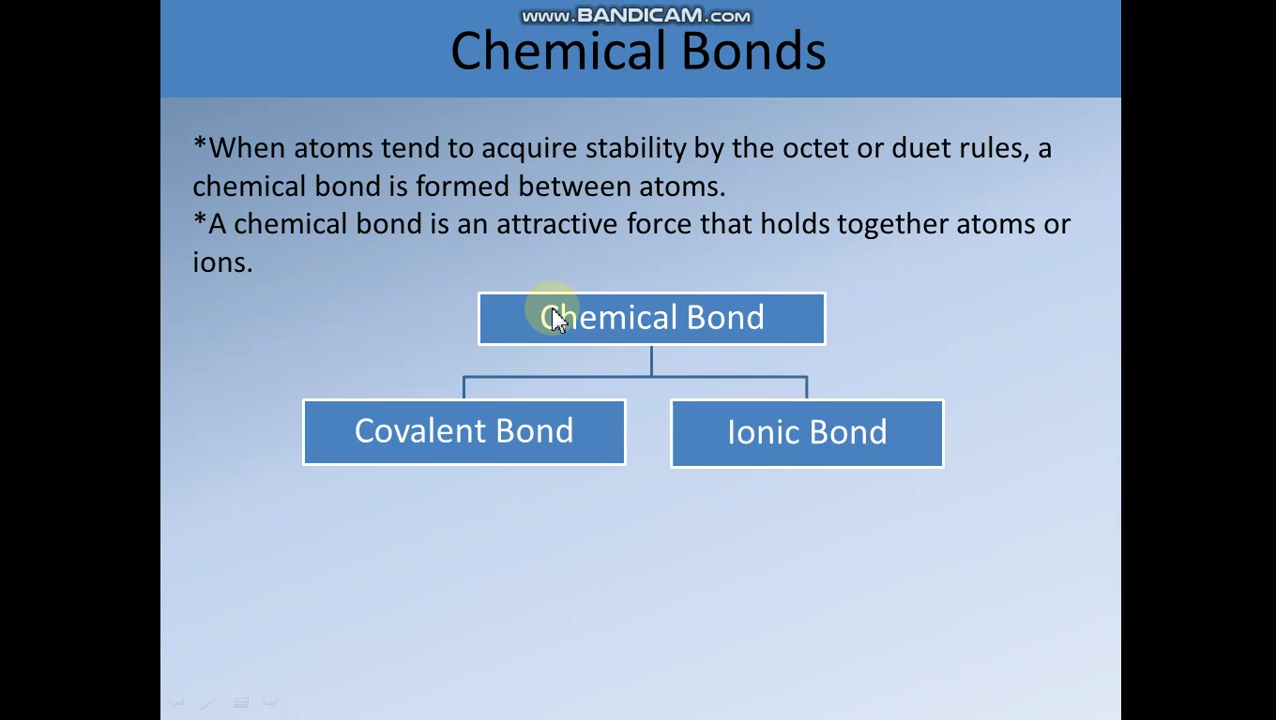 www.BANDICAM.com
Chemical Bonds
*When atoms tend to acquire stability by the octet or duet rules, a
chemical bond is formed between atoms.
*A chemical bond is an attractive force that holds together atoms or
ions.
Chemical Bond
Covalent Bond
Ionic Bond